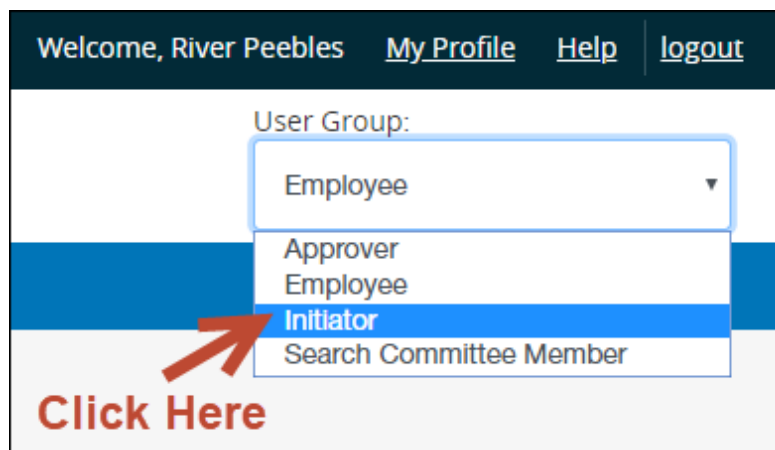 Welcome, River Peebles My Profile Help logout
User Group:
Employee
Approver
Employee
Initiator
Search Committee Member
Click Here